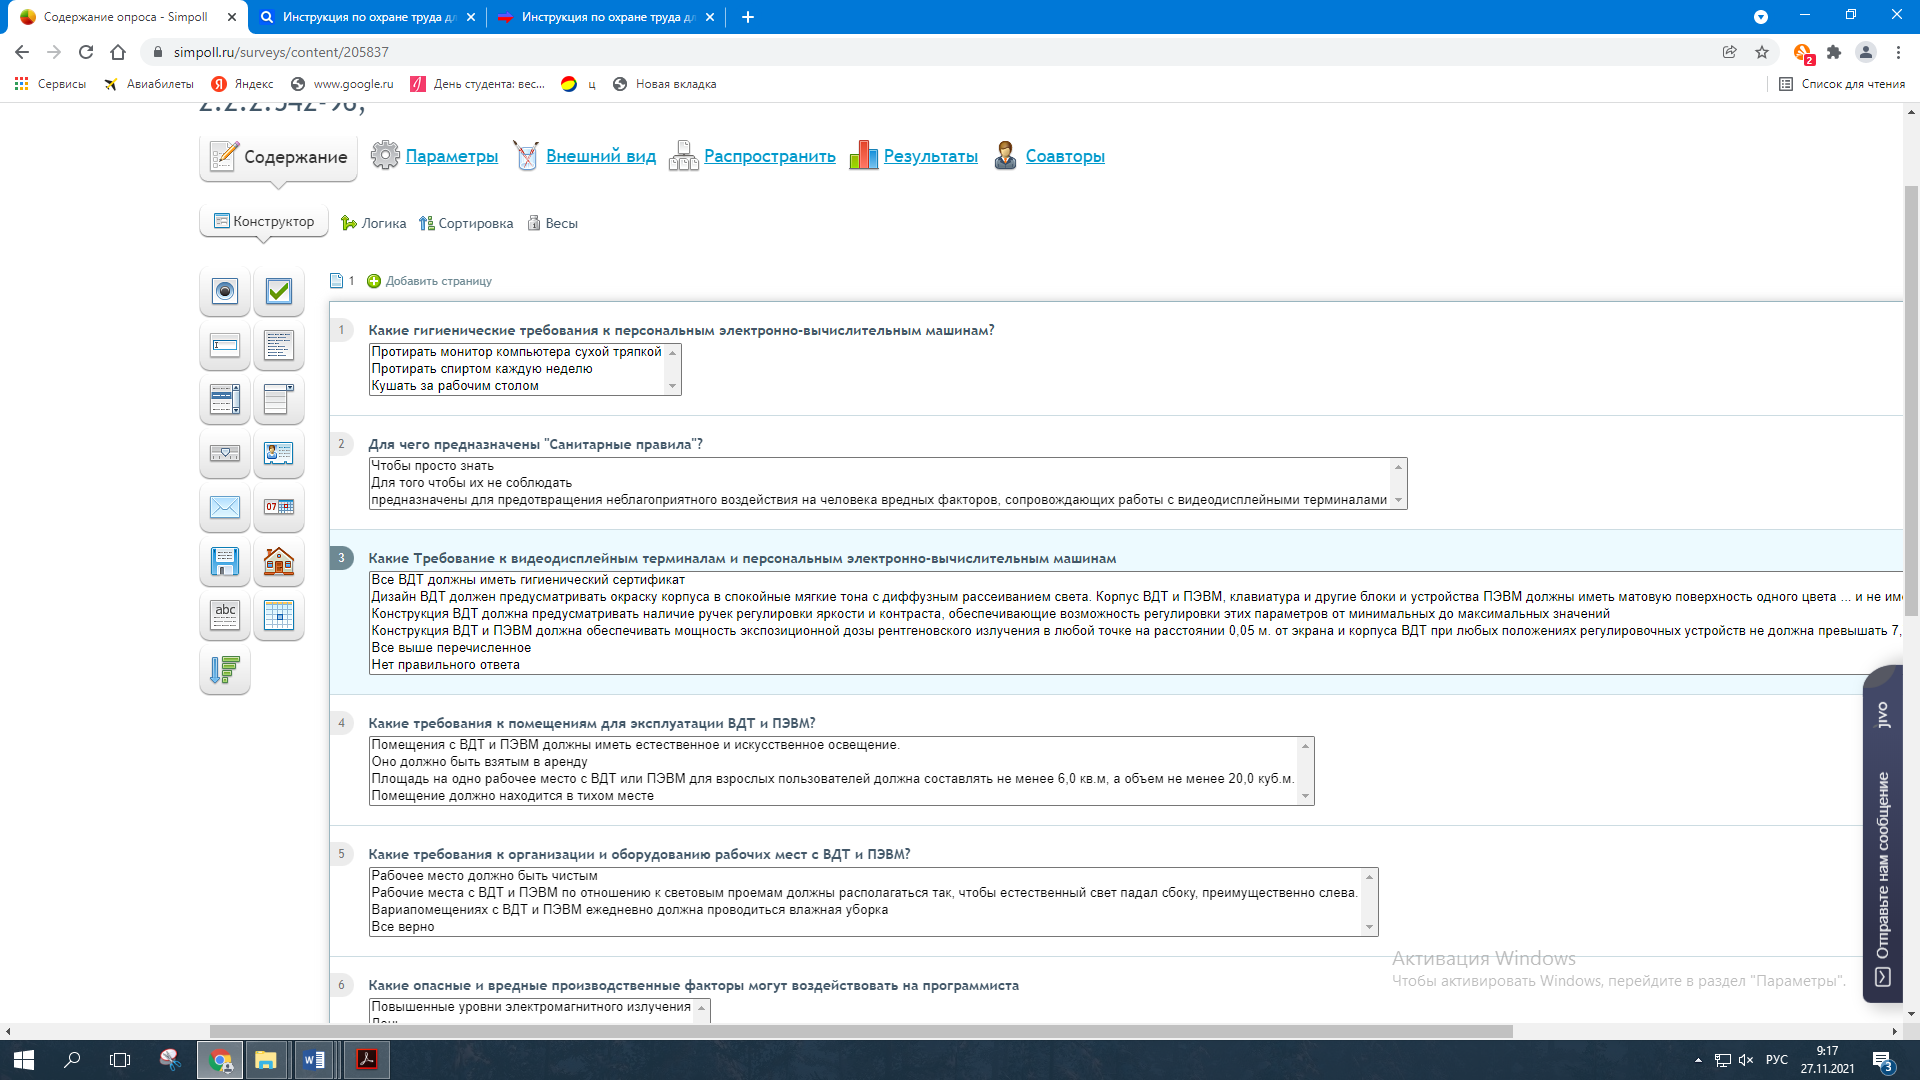 Содержание опроса - Simpoll
Инструкция по охране труда дл
Инструкция по охране труда дл
simpoll.ru/surveys/content/205837
2
Сервисы
Авиабилеты
Яндекс
www.google.ru
День студента: вес...
ц
Новая вкладка
Список для чтения
2.2.2.542-96,
Содержание
Параметры
Внешний вид
Распространить
Результаты
Соавторы
Конструктор
Логика
Сортировка
Весы
1
Добавить страницу
1
Какие гигиенические требования к персональным электронно-вычислительным машинам?
Протирать монитор компьютера сухой тряпкой
Протирать спиртом каждую неделю
Кушать за рабочим столом
2
Для чего предназначены "Санитарные правила"?
Чтобы просто знать
Для того чтобы их не соблюдать
предназначены для предотвращения неблагоприятного воздействия на человека вредных факторов, сопровождающих работы с видеодисплейными терминалами
07
abc
3
Какие Требование к видеодисплейным терминалам и персональным электронно-вычислительным машинам
Все ВДТ должны иметь гигиенический сертификат
Дизайн ВДТ должен предусматривать окраску корпуса в спокойные мягкие тона с диффузным рассеиванием света. Корпус ВДТ и ПЭВМ, клавиатура и другие блоки и устройства ПЭВМ должны иметь матовую поверхность одного цвета ... и не им
Конструкция ВДТ должна предусматривать наличие ручек регулировки яркости и контраста, обеспечивающие возможность регулировки этих параметров от минимальных до максимальных значений
Конструкция ВДТ и ПЭВМ должна обеспечивать мощность экспозиционной дозы рентгеновского излучения в любой точке на расстоянии 0,05 м. от экрана и корпуса ВДТ при любых положениях регулировочных устройств не должна превышать 7,
Все выше перечисленное
Нет правильного ответа
4
Какие требования к помещениям для эксплуатации ВДТ и ПЭВМ?
Помещения с ВДТ и ПЭВМ должны иметь естественное и искусственное освещение.
Оно должно быть взятым в аренду
Площадь на одно рабочее место с ВДТ или ПЭВМ для взрослых пользователей должна составлять не менее 6,0 кв.м, а объем не менее 20,0 куб.м.
Помещение должно находится в тихом месте
5
Какие требования к организации и оборудованию рабочих мест с ВДТ и ПЭВМ?
Рабочее место должно быть чистым
Рабочие места с ВДТ и ПЭВМ по отношению к световым проемам должны располагаться так, чтобы естественный свет падал сбоку, преимущественно слева.
Вариапомещениях с ВДТ и ПЭВМ ежедневно должна проводиться влажная уборка
Все верно
6
Какие опасные и вредные производственные факторы могут воздействовать на программиста
Повышенные уровни электромагнитного излучения
jivo
Отправьте нам сообщение
Активация Windows
Чтобы активировать Windows, перейдите в раздел "Параметры".
РУС
9:17
27.11.2021
3